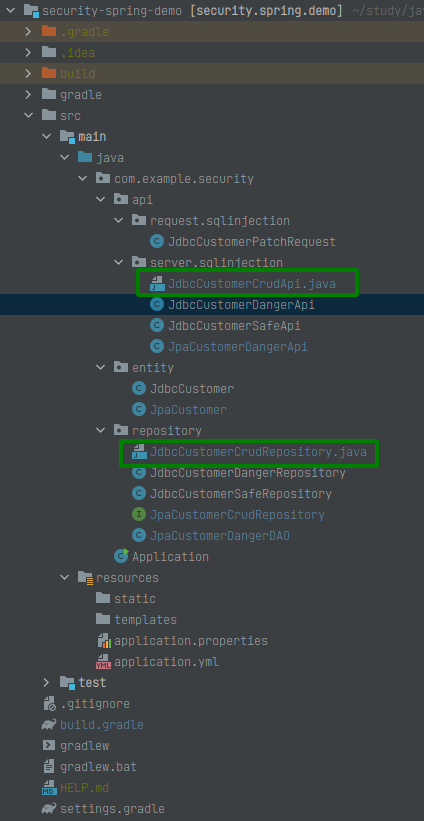 security-spring-demo [security.spring.demo] ~/study/jav
.gradle
.idea
build
gradle
src
main
java
com.example.security
api
request.sqlinjection
JdbcCustomerPatchRequest
server.sqlinjection
JdbcCustomerCrudApi.java
JdbcCustomerDangerApi
JdbcCustomerSafeApi
JpaCustomerDangerApi
entity
JdbcCustomer
JpaCustomer
repository
JdbcCustomerCrudRepository.java
JdbcCustomerDangerRepository
JdbcCustomerSafeRepository
JpaCustomerCrudRepository
JpaCustomerDangerDAO
Application
resources
static
templates
application.properties
application.yml
test
.gitignore
build.gradle
gradlew
gradlew.bat
HELP.md
settings.gradle